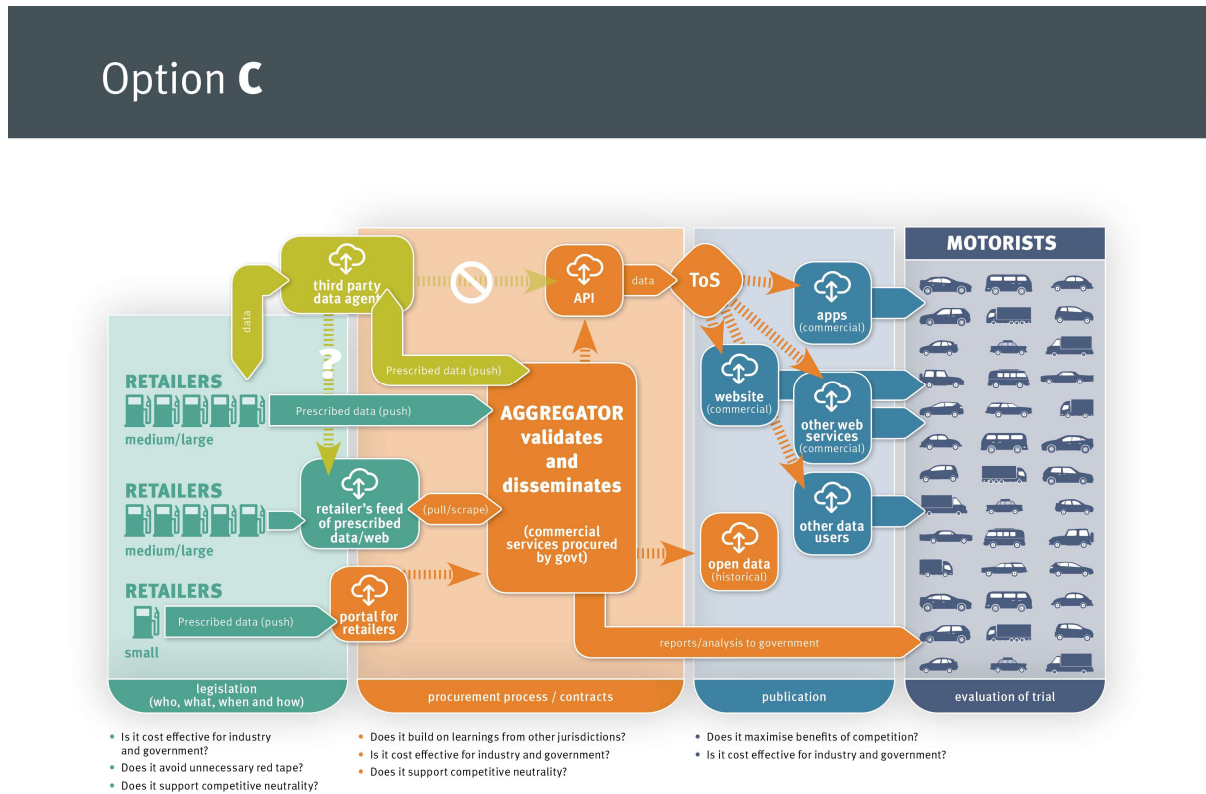 Option C
MOTORISTS
third party
data agent
API
data
ToS
apps
(commercial)
data
?
Prescribed data (push)
RETAILERS
medium/large
Prescribed data (push)
AGGREGATOR
validates
and
disseminates
(commercial
services procured
by govt)
website
(commercial)
other web
services
(commercial)
RETAILERS
medium/large
retailer's feed
of prescribed
data/web
(pull/scrape)
other data
users
open data
(historical)
RETAILERS
small
Prescribed data (push)
portal for
retailers
reports/analysis to government
legislation
(who, what, when and how)
procurement process / contracts
publication
evaluation of trial
• Is it cost effective for industry
and government?
• Does it avoid unnecessary red tape?
• Does it support competitive neutrality?
• Does it build on learnings from other jurisdictions?
• Is it cost effective for industry and government?
• Does it support competitive neutrality?
• Does it maximise benefits of competition?
• Is it cost effective for industry and government?